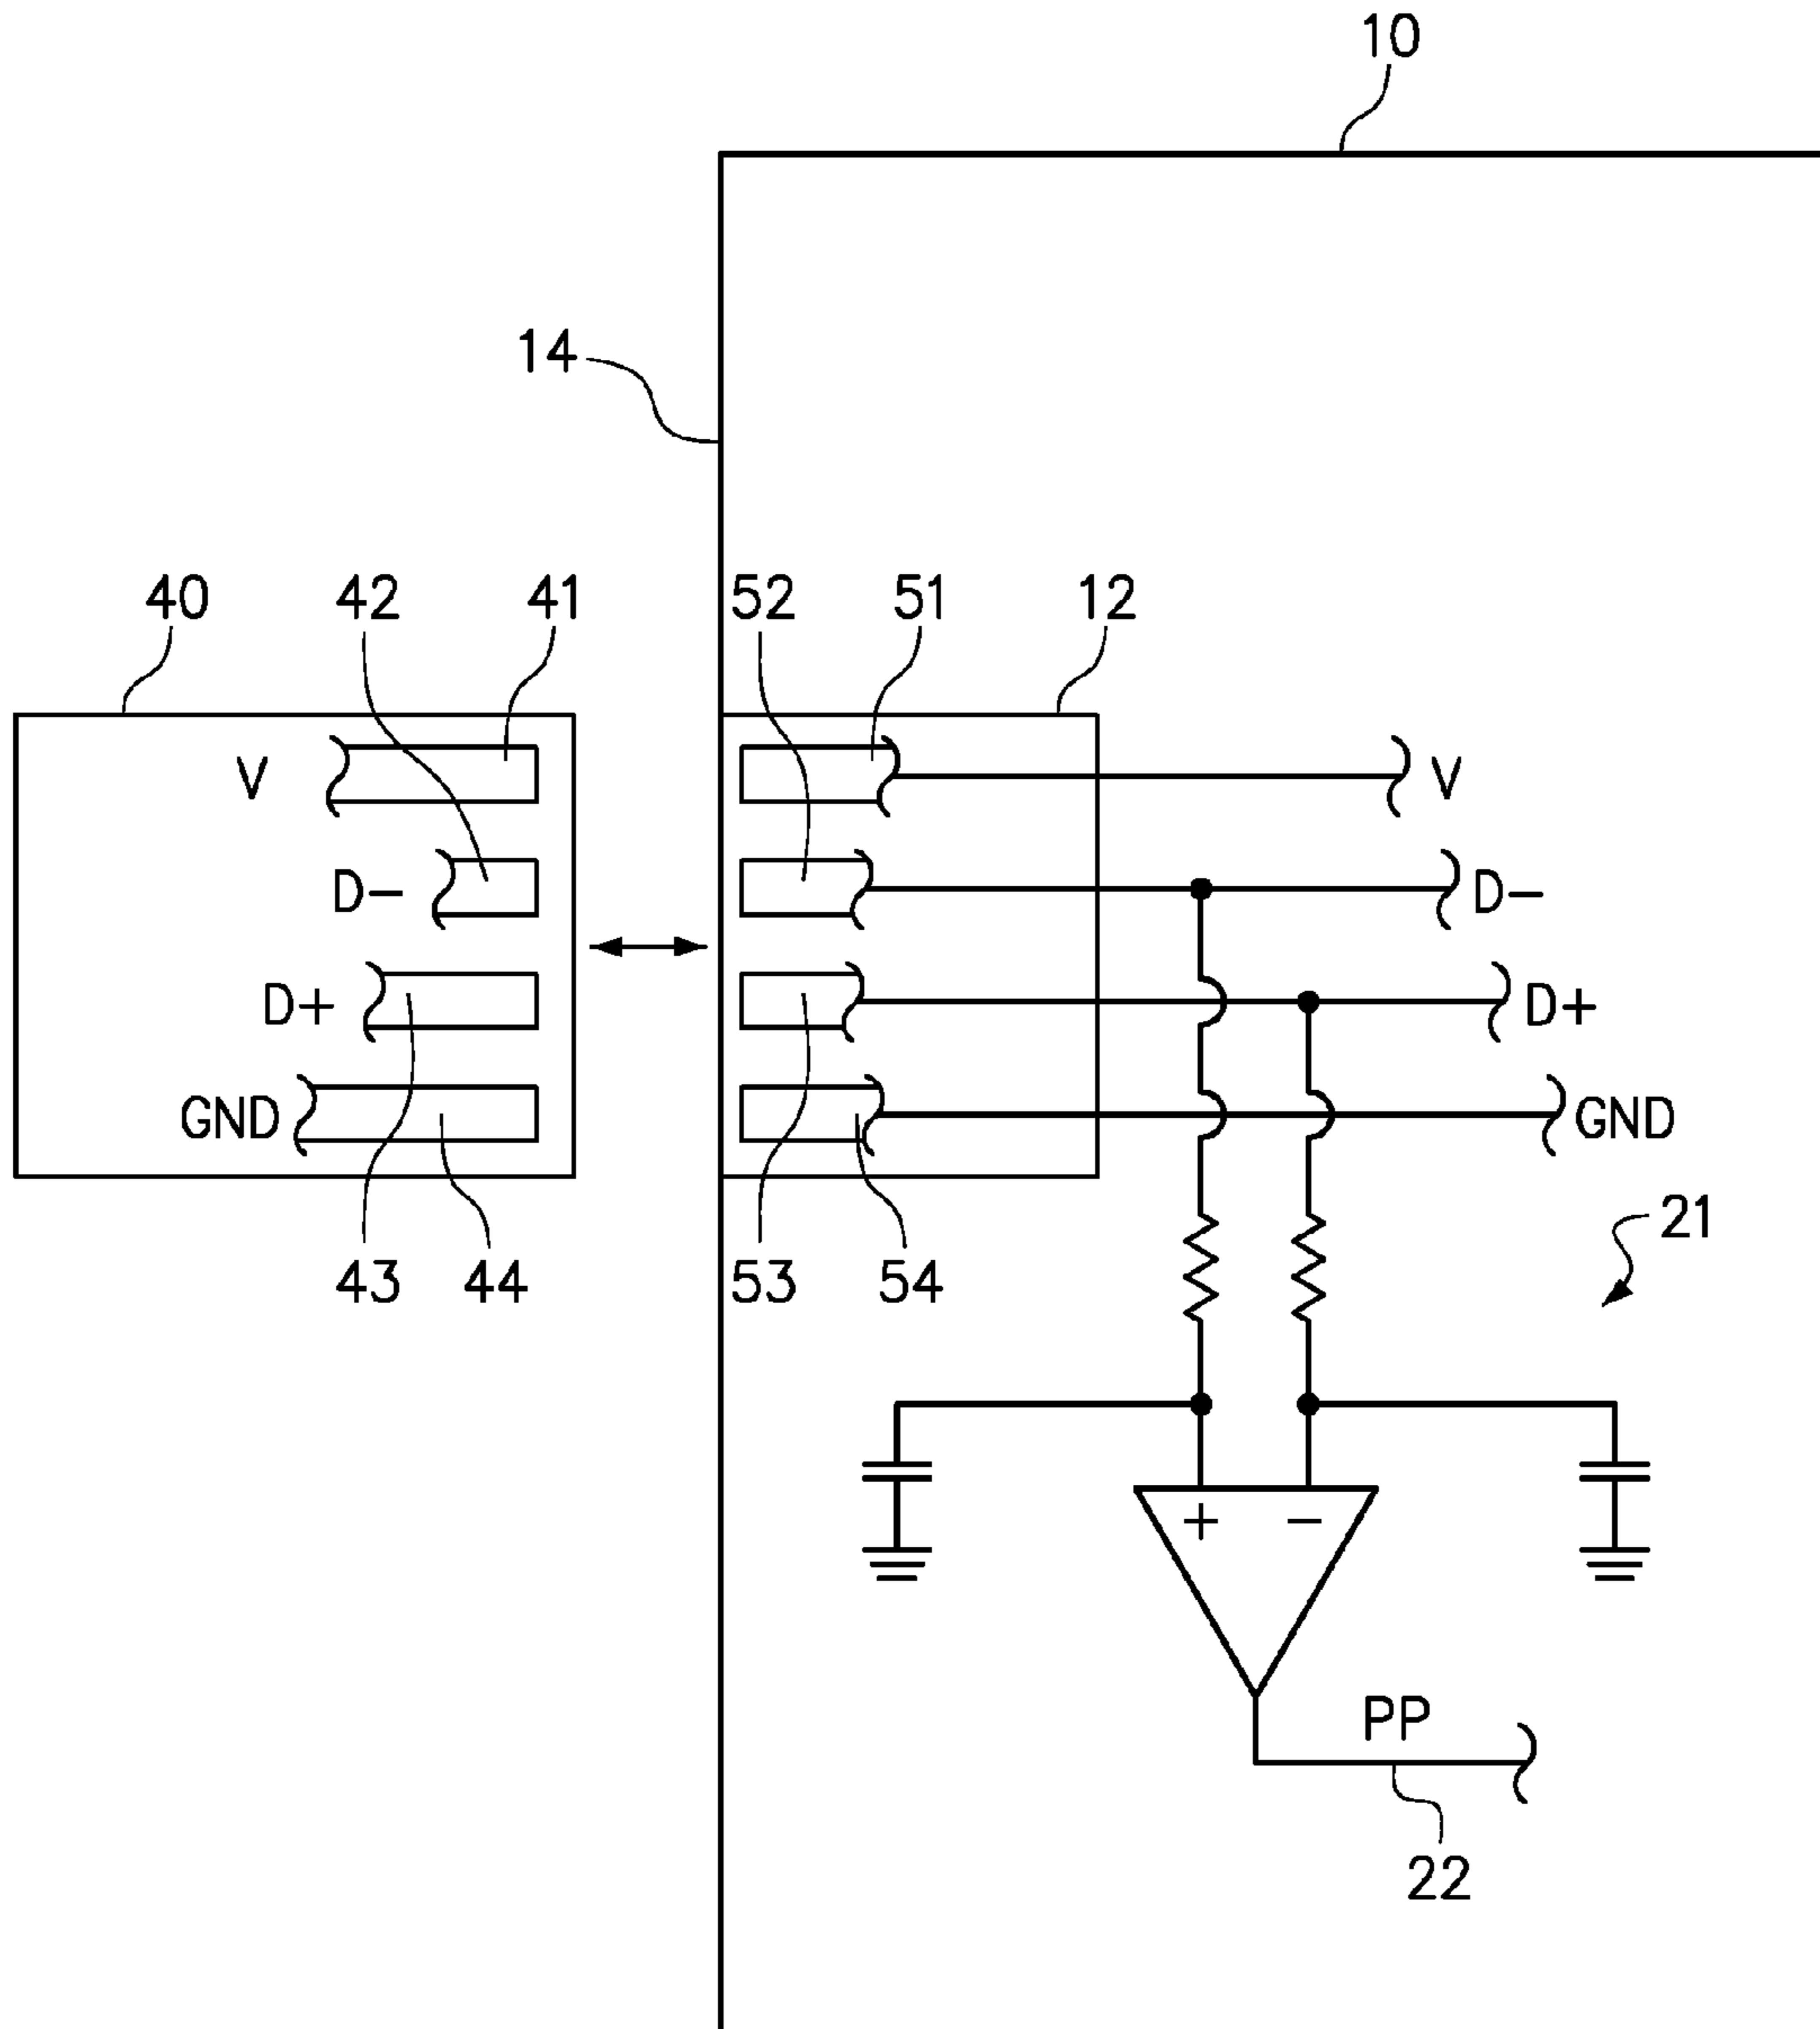 10
14
40 42 41 52 51 12
V V
D- D-
D+ D+
GND GND
21
43 44 53 54
+ -
PP
22